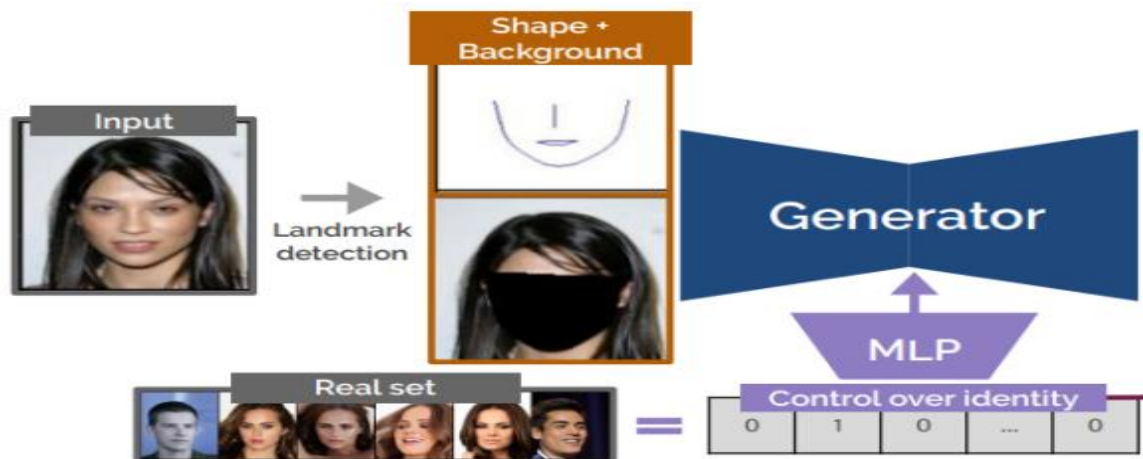 Shape +
Background
Input
Landmark
detection
Generator
MLP
Real set
Control over identity
=
0 1 0 ... 0